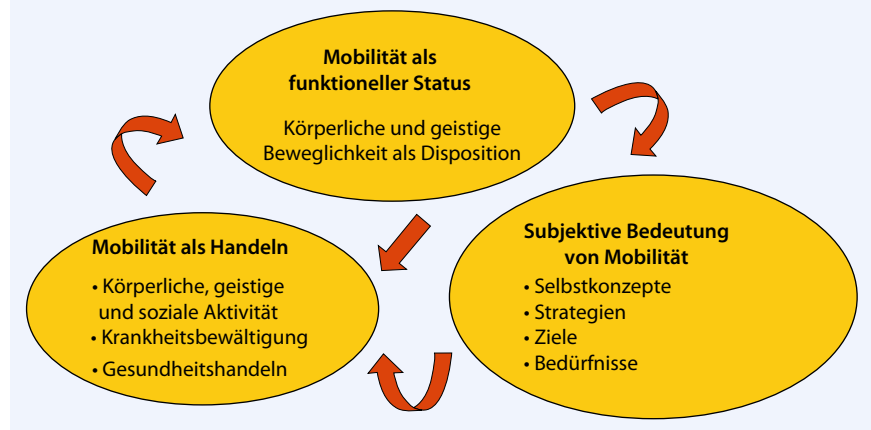 Mobilität als
funktioneller Status
Körperliche und geistige
Beweglichkeit als Disposition
Mobilität als Handeln
• Körperliche, geistige
und soziale Aktivität
• Krankheitsbewältigung
• Gesundheitshandeln
Subjektive Bedeutung
von Mobilität
• Selbstkonzepte
• Strategien
• Ziele
• Bedürfnisse